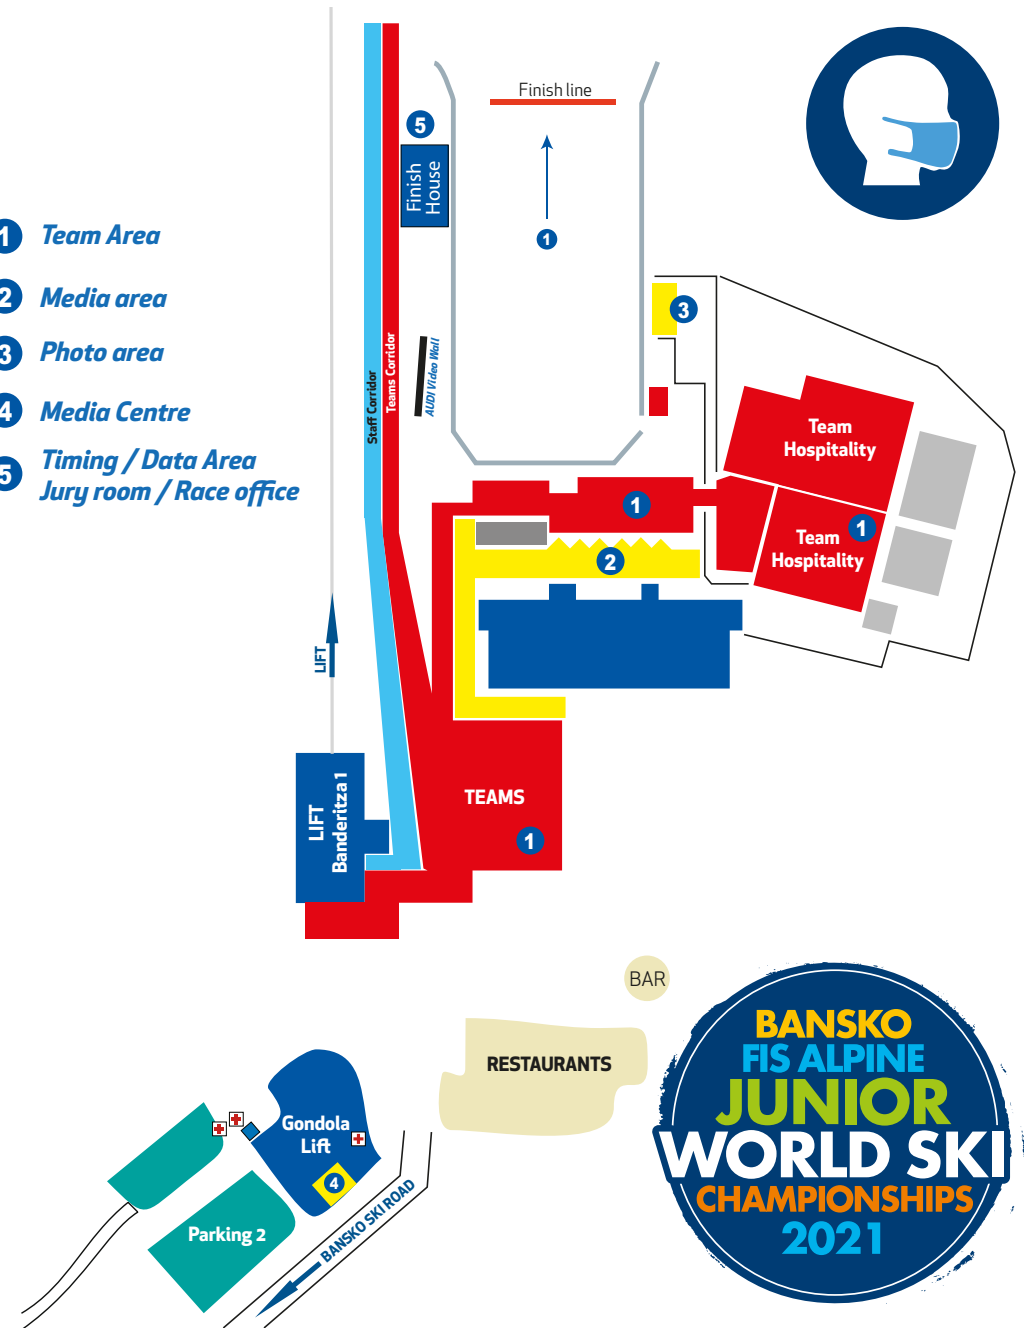 Finish line
5
Finish
House
1
1 Team Area
2 Media area
3 Photo area
4 Media Centre
5 Timing / Data Area
Jury room / Race office
3
AUDI Video Wall
Teams Corridor
Staff Corridor
Team
Hospitality
1
Team
Hospitality
1
2
LIFT
LIFT
Banderitza 1
TEAMS
1
BAR
RESTAURANTS
Gondola
Lift
4
Parking 2
BANSKO SKI ROAD
BANSKO
FIS ALPINE
JUNIOR
WORLD SKI
CHAMPIONSHIPS
2021